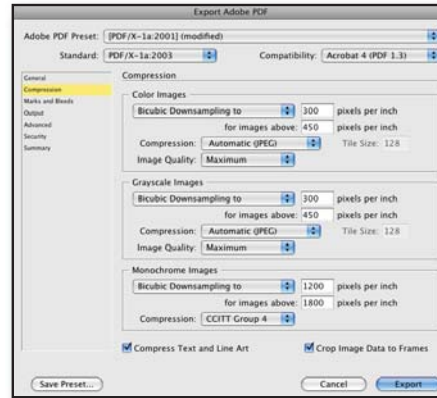 Export Adobe PDF
Adobe PDF Preset: [PDF/X-1a:2001] (modified)
Standard: PDF/X-1a:2003 Compatibility: Acrobat 4 (PDF 1.3)
General
Compression
Marks and Bleeds
Output
Advanced
Security
Summary
Compression
Color Images
Bicubic Downsampling to 300 pixels per inch
for images above: 450 pixels per inch
Compression: Automatic (JPEG) Tile Size: 128
Image Quality: Maximum
Grayscale Images
Bicubic Downsampling to 300 pixels per inch
for images above: 450 pixels per inch
Compression: Automatic (JPEG) Tile Size: 128
Image Quality: Maximum
Monochrome Images
Bicubic Downsampling to 1200 pixels per inch
for images above: 1800 pixels per inch
Compression: CCITT Group 4
Compress Text and Line Art Crop Image Data to Frames
Save Preset... Cancel Export